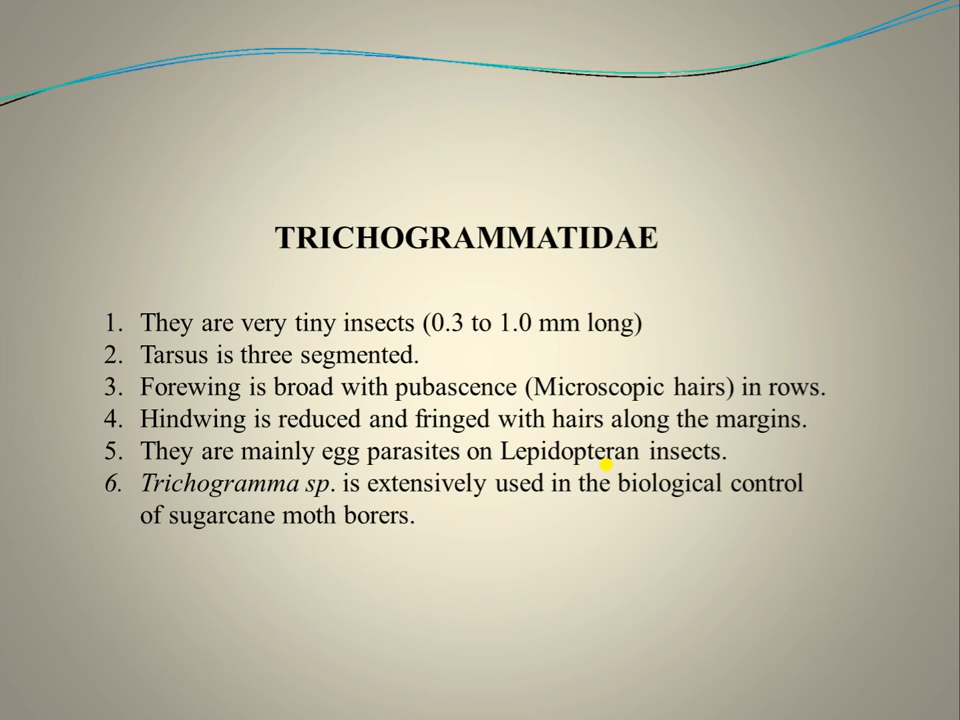 TRICHOGRAMMATIDAE
1. They are very tiny insects (0.3 to 1.0 mm long)
2. Tarsus is three segmented.
3. Forewing is broad with pubascence (Microscopic hairs) in rows.
4. Hindwing is reduced and fringed with hairs along the margins.
5. They are mainly egg parasites on Lepidopteran insects.
6. Trichogramma sp. is extensively used in the biological control
of sugarcane moth borers.